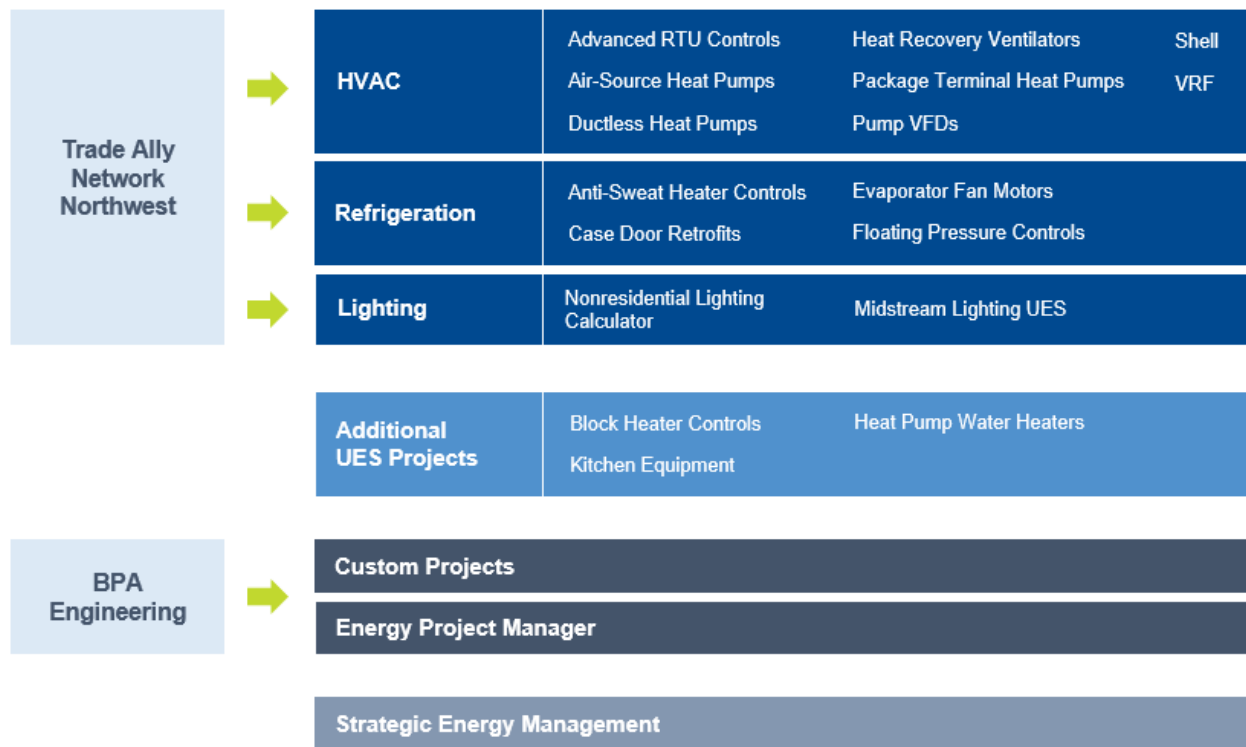 Trade Ally
Network
Northwest
HVAC
Advanced RTU Controls
Heat Recovery Ventilators
Shell
Air-Source Heat Pumps
Package Terminal Heat Pumps
VRF
Ductless Heat Pumps
Pump VFDs
Refrigeration
Anti-Sweat Heater Controls
Evaporator Fan Motors
Case Door Retrofits
Floating Pressure Controls
Lighting
Nonresidential Lighting
Calculator
Midstream Lighting UES
Additional
UES Projects
Block Heater Controls
Heat Pump Water Heaters
Kitchen Equipment
BPA
Engineering
Custom Projects
Energy Project Manager
Strategic Energy Management